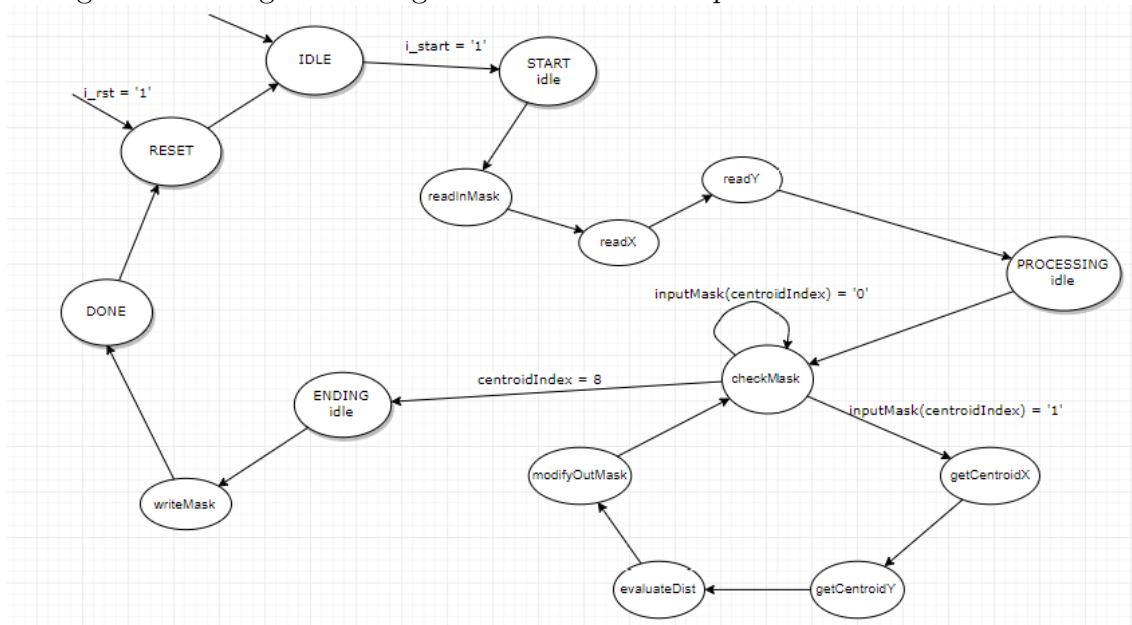 IDLE
i_start = '1'
START
idle
i_rst = '1'
RESET
readInMask
readY
readX
PROCESSING
idle
inputMask(centroidIndex) = '0'
DONE
checkMask
centroidIndex = 8
ENDING
idle
inputMask(centroidIndex) = '1'
modifyOutMask
getCentroidX
writeMask
evaluateDist
getCentroidY